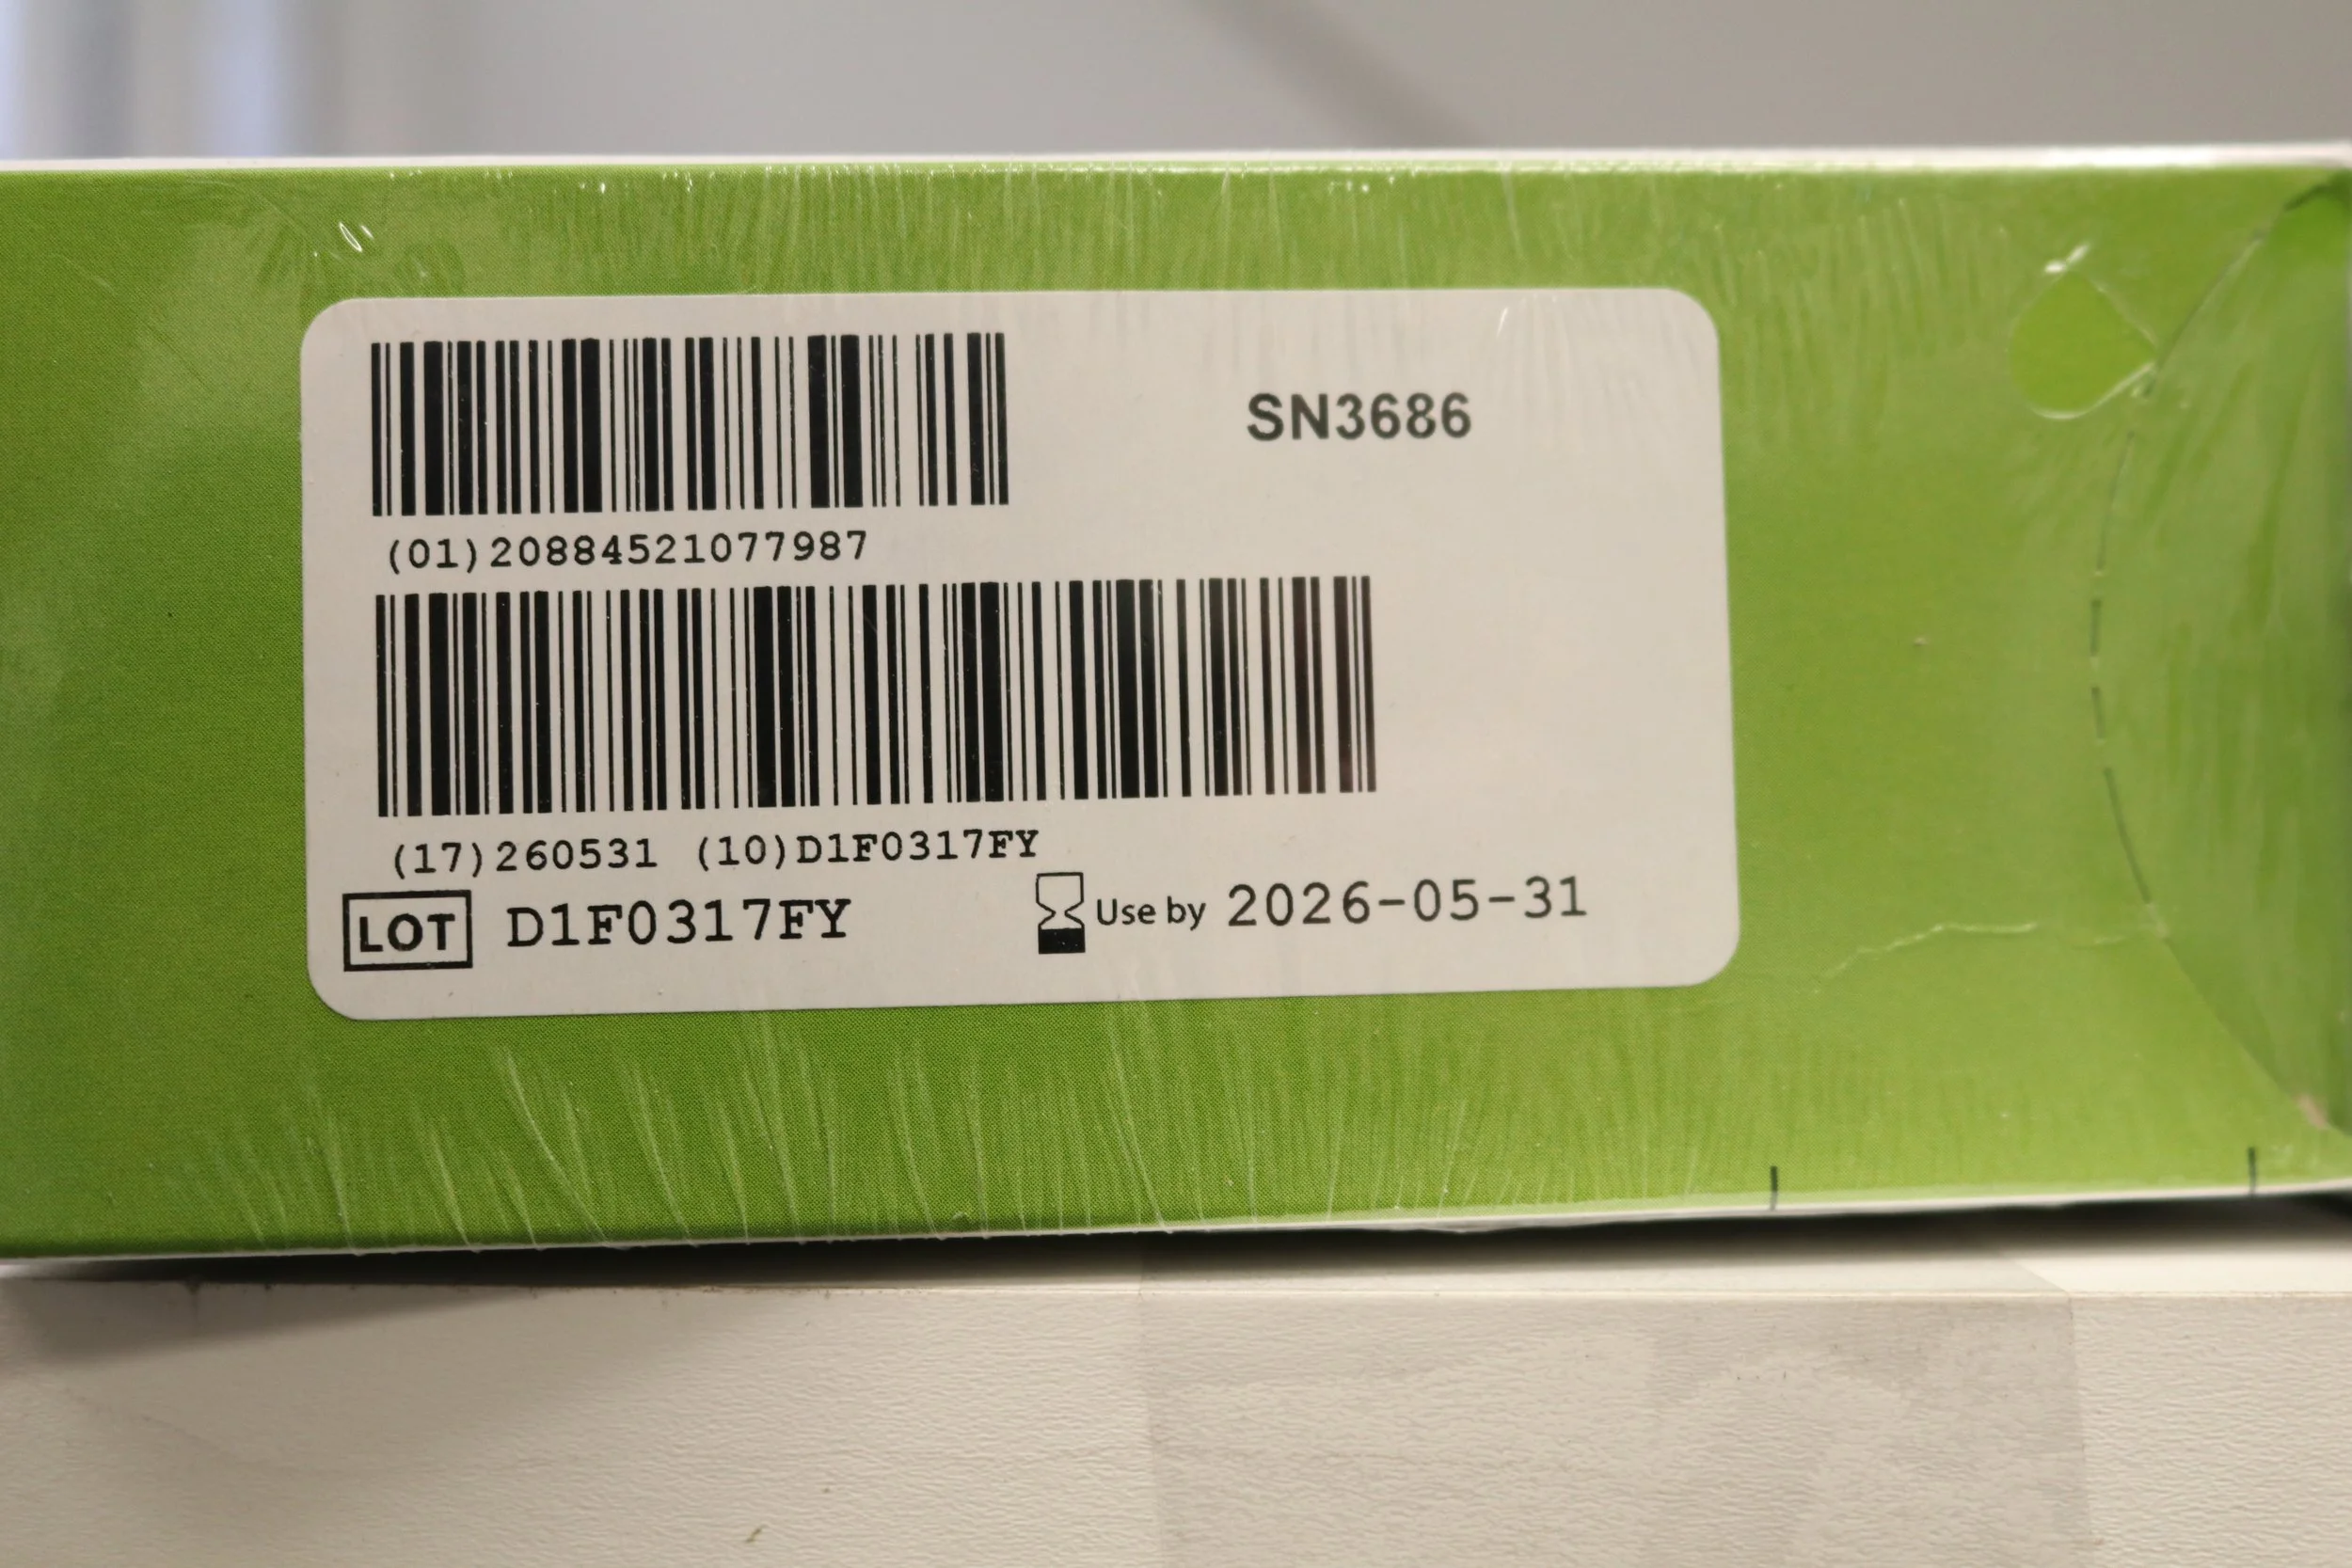 SN3686
(01)20884521077987
(17)260531 (10)D1F0317FY
LOT D1F0317FY
Use by 2026-05-31